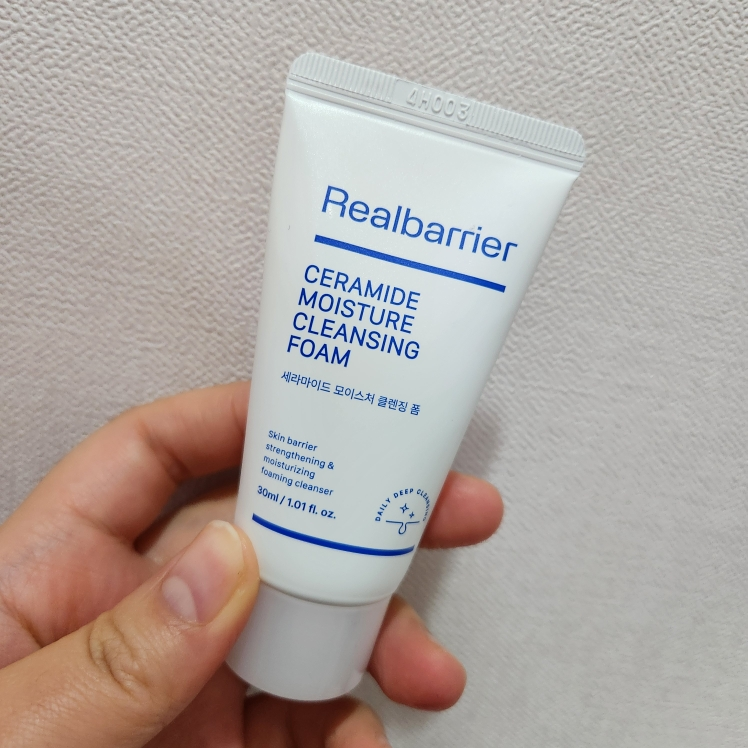 4H003
Realbarrier
CERAMIDE
MOISTURE
CLEANSING
FOAM
세라마이드 모이스처 클렌징 폼
Skin barrier
strengthening &
moisturizing
foaming cleanser
30ml / 1.01 fl. oz.
DAILY DEEP CLEANSING